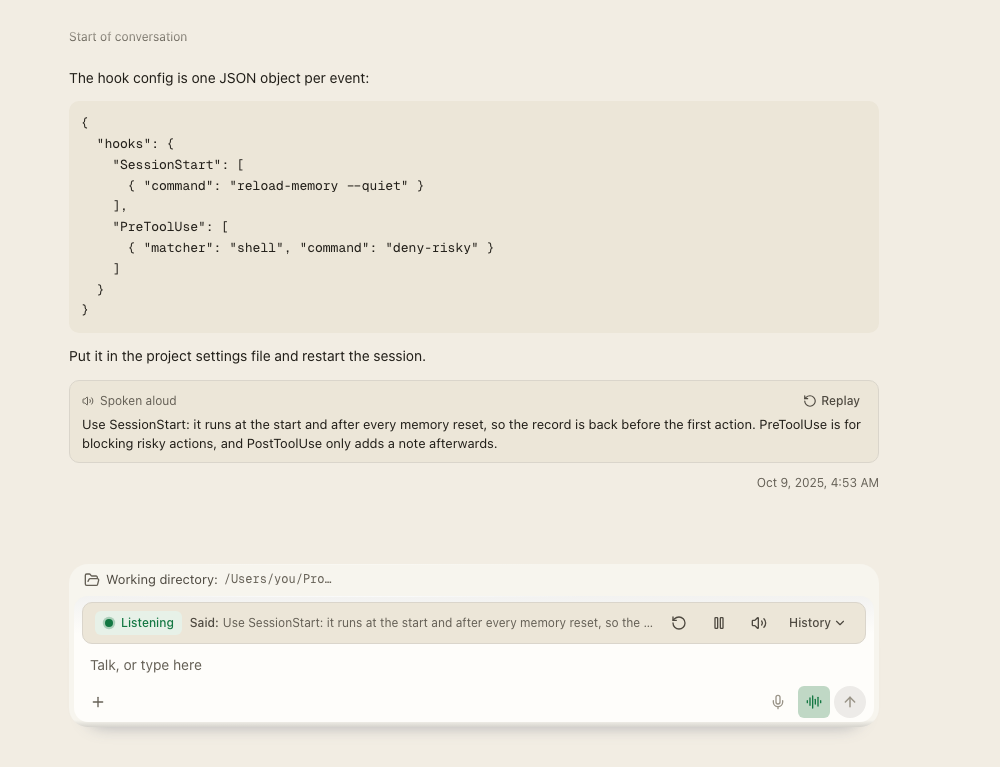 Start of conversation
The hook config is one JSON object per event:
{
  "hooks": {
    "SessionStart": [
      { "command": "reload-memory --quiet" }
    ],
    "PreToolUse": [
      { "matcher": "shell", "command": "deny-risky" }
    ]
  }
}
Put it in the project settings file and restart the session.
Spoken aloud
Replay
Use SessionStart: it runs at the start and after every memory reset, so the record is back before the first action. PreToolUse is for
blocking risky actions, and PostToolUse only adds a note afterwards.
Oct 9, 2025, 4:53 AM
Working directory: /Users/you/Pro…
Listening Said: Use SessionStart: it runs at the start and after every memory reset, so the ... History
Talk, or type here